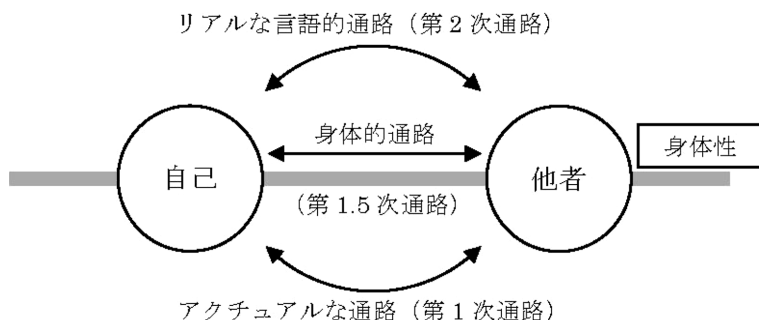 リアルな言語的通路（第2次通路）
身体的通路
身体性
自己
他者
（第1.5次通路）
アクチュアルな通路（第1次通路）